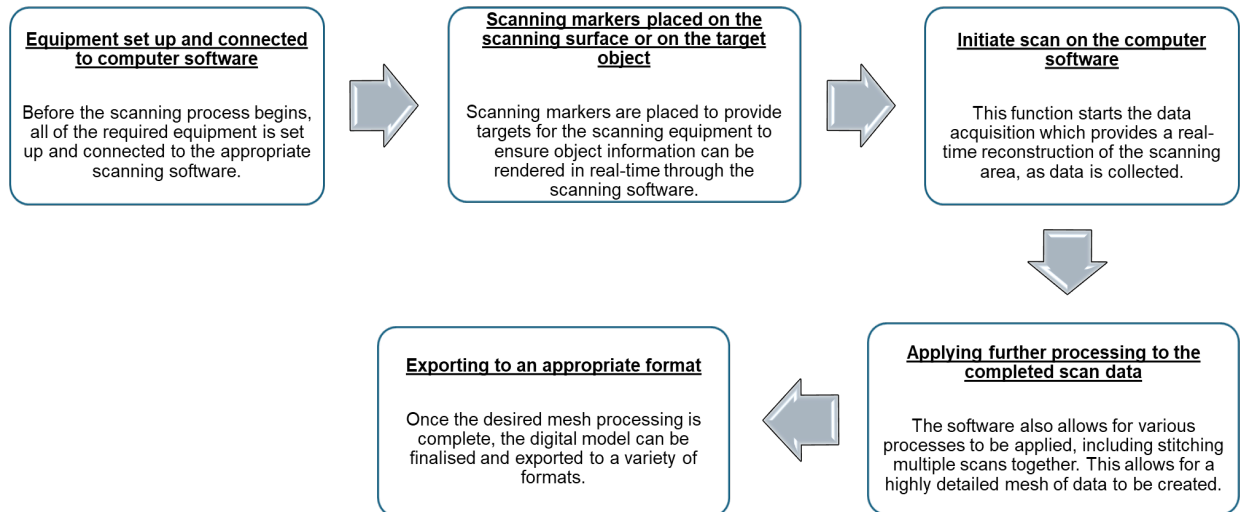 Equipment set up and connected
to computer software
Before the scanning process begins,
all of the required equipment is set
up and connected to the appropriate
scanning software.
Scanning markers placed on the
scanning surface or on the target
object
Scanning markers are placed to provide
targets for the scanning equipment to
ensure object information can be
rendered in real-time through the
scanning software.
Initiate scan on the computer
software
This function starts the data
acquisition which provides a real-
time reconstruction of the scanning
area, as data is collected.
Applying further processing to the
completed scan data
The software also allows for various
processes to be applied, including stitching
multiple scans together. This allows for a
highly detailed mesh of data to be created.
Exporting to an appropriate format
Once the desired mesh processing is
complete, the digital model can be
finalised and exported to a variety of
formats.